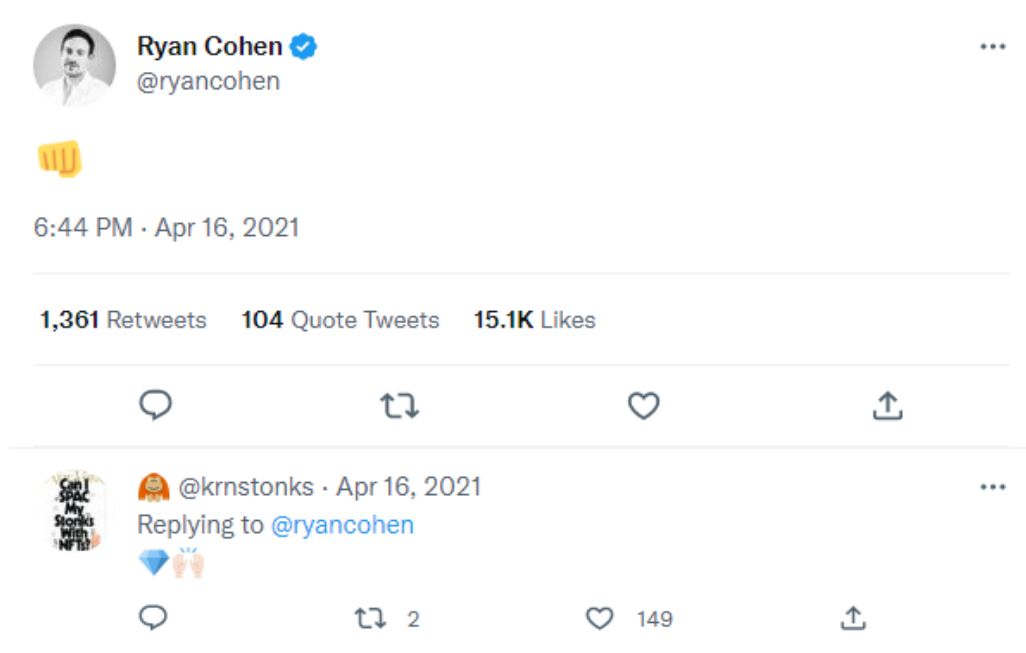 Ryan Cohen
@ryancohen
👊
6:44 PM · Apr 16, 2021
1,361 Retweets 104 Quote Tweets 15.1K Likes
🦧 @krnstonks · Apr 16, 2021
Replying to @ryancohen
💎🙌🏻
2 149
Can I
SPAC
My
Stonks
With
NFTs?